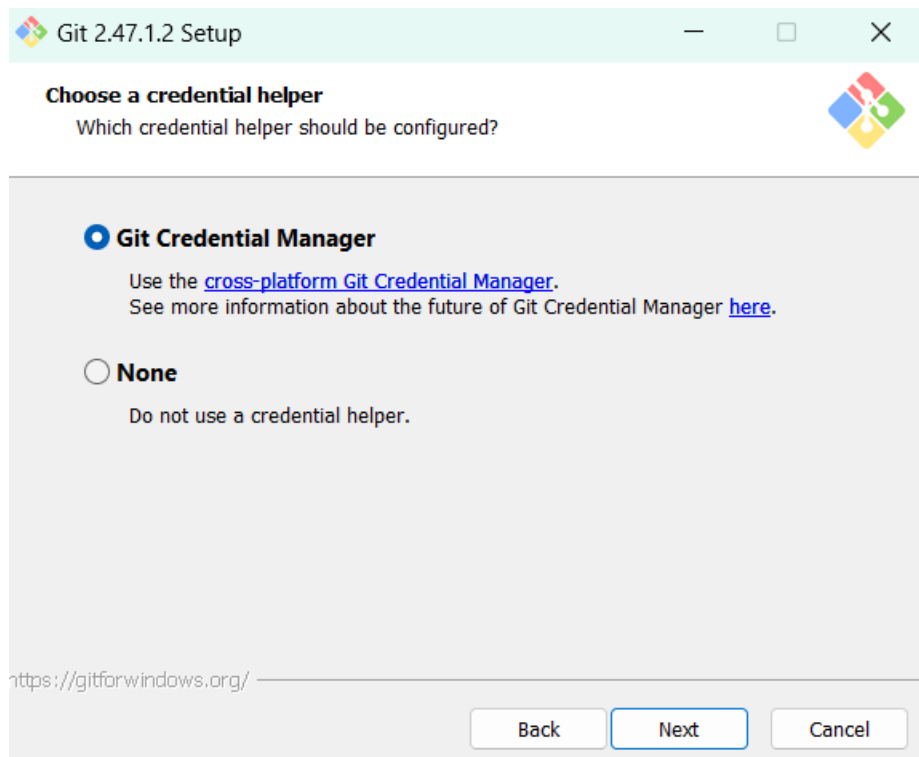 Git 2.47.1.2 Setup
Choose a credential helper
Which credential helper should be configured?
Git Credential Manager
Use the cross-platform Git Credential Manager.
See more information about the future of Git Credential Manager here.
None
Do not use a credential helper.
https://gitforwindows.org/
Back Next Cancel